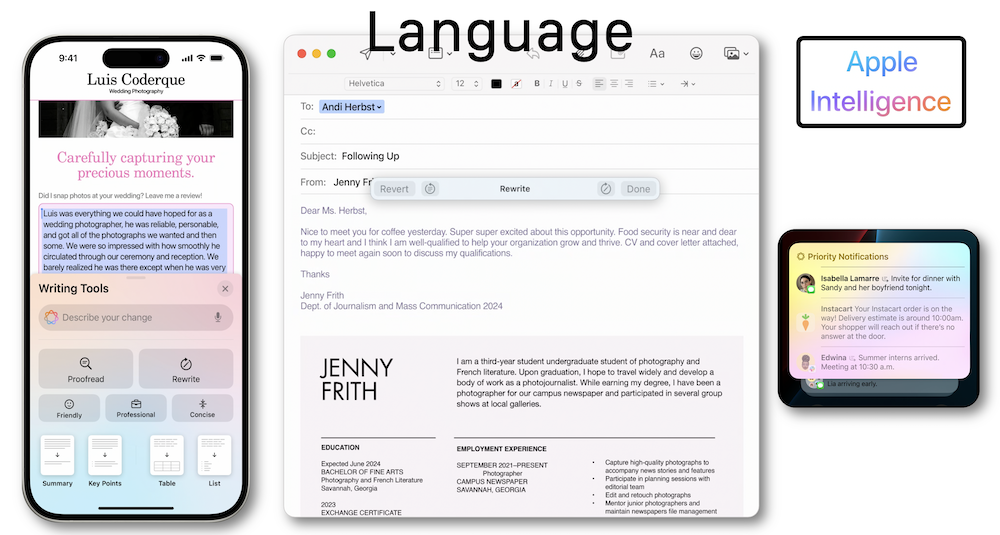 Language
9:41
Luis Coderque
Wedding Photography
Carefully capturing your
precious moments.
Did I snap photos at your wedding? Leave me a review!
Luis was everything we could have hoped for as a
wedding photographer, he was reliable, personable,
and got all of the photographs we wanted and then
some. We were so impressed with how smoothly he
circulated through our ceremony and reception. We
barely realized he was there except when he was very
Writing Tools
Describe your change
Proofread
Rewrite
Friendly
Professional
Concise
Summary
Key Points
Table
List
Aa
Helvetica
12
a
B I U S
To: Andi Herbst
Cc:
Subject: Following Up
From: Jenny Fr
Revert
Rewrite
Done
Dear Ms. Herbst,
Nice to meet you for coffee yesterday. Super super excited about this opportunity. Food security is near and dear
to my heart and I think I am well-qualified to help your organization grow and thrive. CV and cover letter attached,
happy to meet again soon to discuss my qualifications.
Thanks
Jenny Frith
Dept. of Journalism and Mass Communication 2024
JENNY
FRITH
I am a third-year student undergraduate student of photography and
French literature. Upon graduation, I hope to travel widely and develop a
body of work as a photojournalist. While earning my degree, I have been a
photographer for our campus newspaper and participated in several group
shows at local galleries.
EDUCATION
Expected June 2024
BACHELOR OF FINE ARTS
Photography and French Literature
Savannah, Georgia
2023
EXCHANGE CERTIFICATE
EMPLOYMENT EXPERIENCE
SEPTEMBER 2021–PRESENT
Photographer
CAMPUS NEWSPAPER
SAVANNAH, GEORGIA
• Capture high-quality photographs to
accompany news stories and features
• Participate in planning sessions with
editorial team
• Edit and retouch photographs
• Mentor junior photographers and
maintain newspapers file management
Apple
Intelligence
Priority Notifications
Isabella Lamarre Invite for dinner with
Sandy and her boyfriend tonight.
Instacart Your Instacart order is on the
way! Delivery estimate is around 10:00am.
Your shopper will reach out if there's no
answer at the door.
Edwina Summer interns arrived.
Meeting at 10:30 a.m.
Lia arriving early.